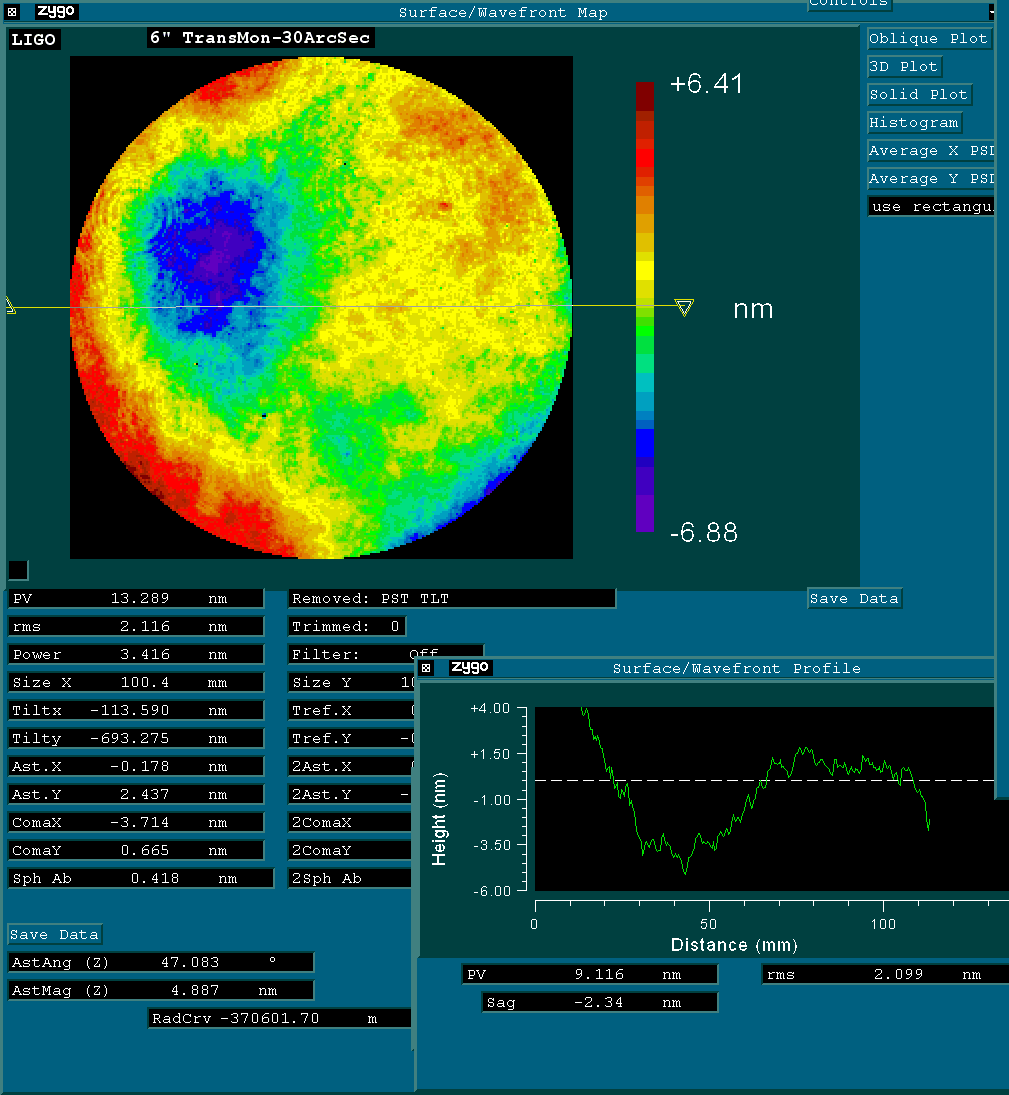 zygo Surface/Wavefront Map Controls
LIGO 6" TransMon-30ArcSec
Oblique Plot
3D Plot
Solid Plot
Histogram
Average X PSD
Average Y PSD
use rectangu
+6.41
nm
-6.88
PV 13.289 nm Removed: PST TLT Save Data
rms 2.116 nm Trimmed: 0
Power 3.416 nm Filter: Off
Size X 100.4 mm Size Y 10
Tiltx -113.590 nm Tref.X
Tilty -693.275 nm Tref.Y -0
Ast.X -0.178 nm 2Ast.X
Ast.Y 2.437 nm 2Ast.Y -
ComaX -3.714 nm 2ComaX
ComaY 0.665 nm 2ComaY
Sph Ab 0.418 nm 2Sph Ab
Save Data
AstAng (Z) 47.083 °
AstMag (Z) 4.887 nm
RadCrv -370601.70 m
zygo Surface/Wavefront Profile
+4.00
+1.50
-1.00
-3.50
-6.00
Height (nm)
0 50 100
Distance (mm)
PV 9.116 nm rms 2.099 nm
Sag -2.34 nm